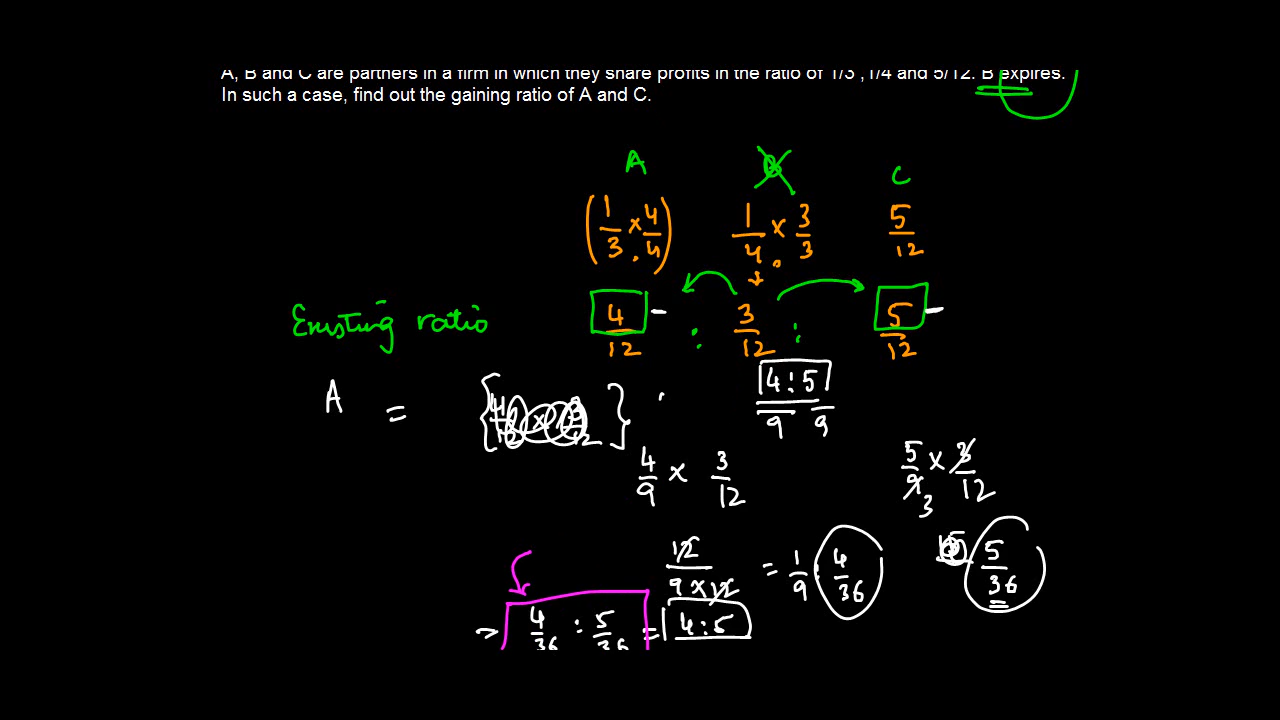 A, B and C are partners in a firm in which they share profits in the ratio of 1/3 , 1/4 and 5/12. B expires.
In such a case, find out the gaining ratio of A and C.
A B C
(1/3 × 4/4) 1/4 × 3/3 5/12
Existing ratio 4/12 : 3/12 : 5/12
A = { }
4 : 5
9 9
4/9 × 3/12 5/9 × 3/12
3
12/(9 × 12) = 1/9 : 4/36 5/36
⇒ 4/36 : 5/36 = 4:5